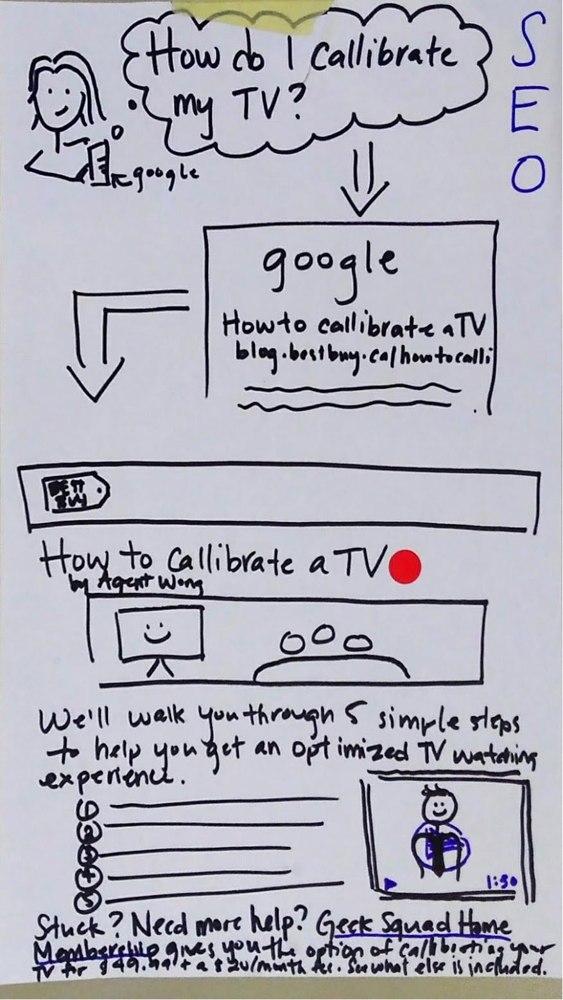 How do I callibrate
my TV?
S
E
O
google
google
How to callibrate a TV
blog.bestbuy.ca/howtocalli
BEST
BUY
How to Callibrate a TV
by Agent Wong
We'll walk you through 5 simple steps
to help you get an optimized TV watching
experience.
1
2
3
4
5
1:30
Stuck? Need more help? Geek Squad Home
Membership gives you the option of callibrating your
TV for $49.99 + a $20/month fee. See what else is included.